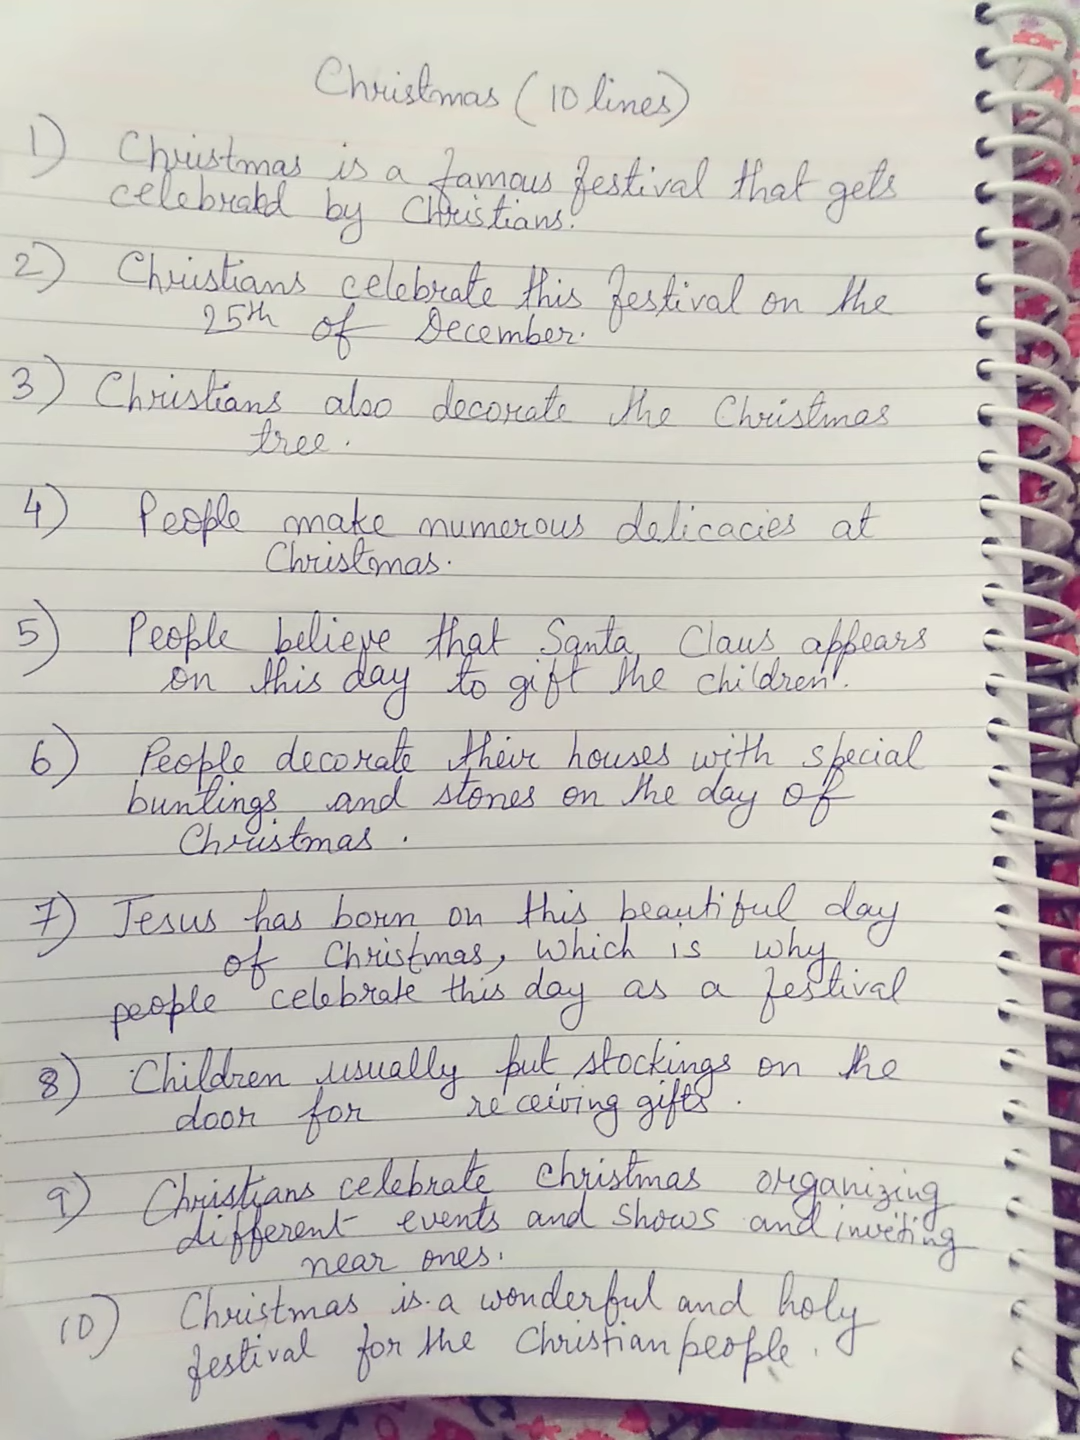 Christmas (10 lines)
1) Christmas is a famous festival that gets
celebrated by Christians.
2) Christians celebrate this festival on the
25th of December.
3) Christians also decorate the Christmas
tree.
4) People make numerous delicacies at
Christmas.
5) People believe that Santa Claus appears
on this day to gift the children.
6) People decorate their houses with special
buntings and stones on the day of
Christmas.
7) Jesus has born on this beautiful day
of Christmas, which is why
people celebrate this day as a festival
8) Children usually put stockings on the
door for receiving gifts.
9) Christians celebrate christmas organizing
different events and shows and inviting
near ones.
10) Christmas is a wonderful and holy
festival for the Christian people.